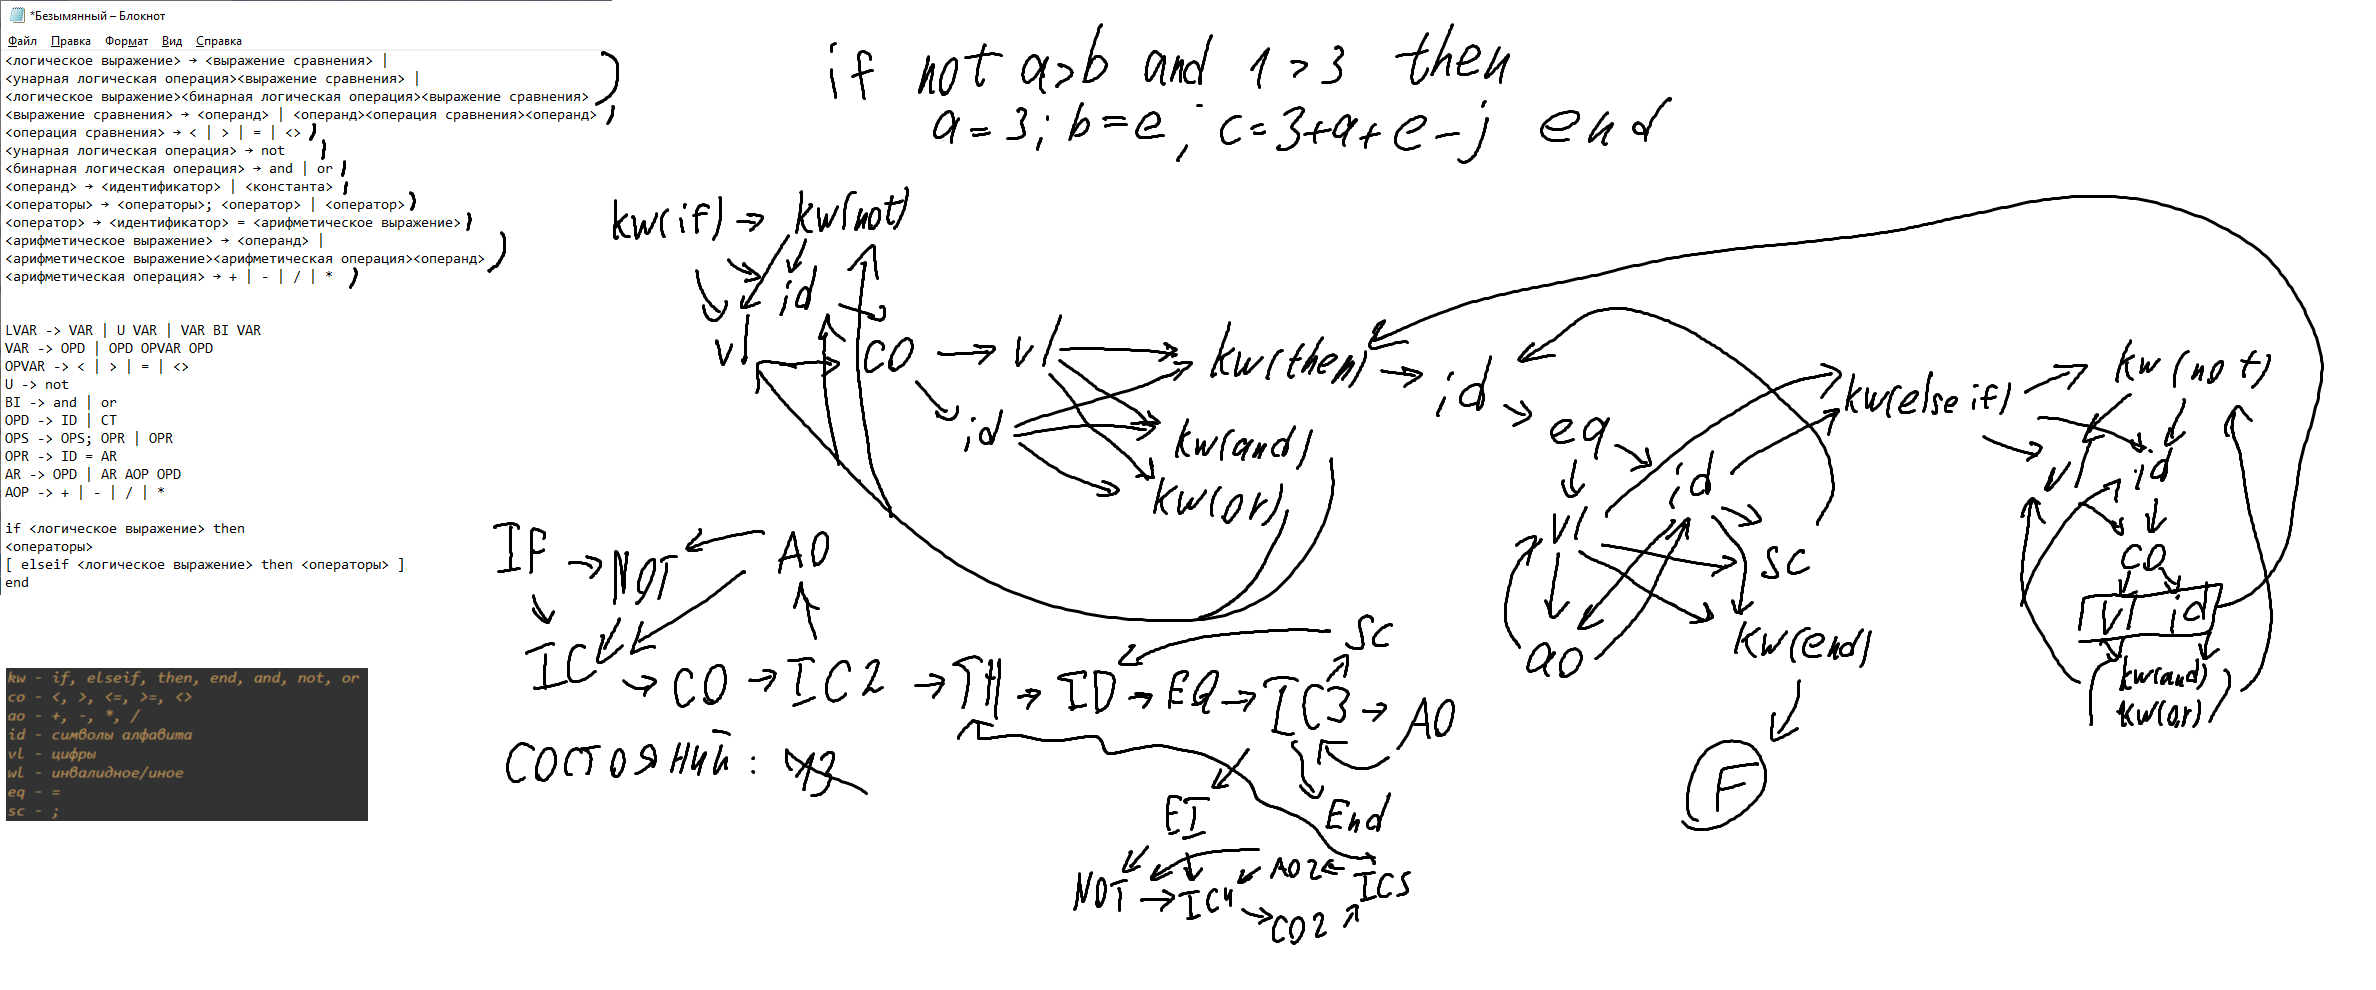 *Безымянный – Блокнот
Файл Правка Формат Вид Справка
<логическое выражение> → <выражение сравнения> |
<унарная логическая операция><выражение сравнения> |
<логическое выражение><бинарная логическая операция><выражение сравнения>
<выражение сравнения> → <операнд> | <операнд><операция сравнения><операнд>
<операция сравнения> → < | > | = | <>
<унарная логическая операция> → not
<бинарная логическая операция> → and | or
<операнд> → <идентификатор> | <константа>
<операторы> → <операторы>; <оператор> | <оператор>
<оператор> → <идентификатор> = <арифметическое выражение>
<арифметическое выражение> → <операнд> |
<арифметическое выражение><арифметическая операция><операнд>
<арифметическая операция> → + | - | / | *
LVAR -> VAR | U VAR | VAR BI VAR
VAR -> OPD | OPD OPVAR OPD
OPVAR -> < | > | = | <>
U -> not
BI -> and | or
OPD -> ID | CT
OPS -> OPS; OPR | OPR
OPR -> ID = AR
AR -> OPD | AR AOP OPD
AOP -> + | - | / | *
if <логическое выражение> then
<операторы>
[ elseif <логическое выражение> then <операторы> ]
end
kw - if, elseif, then, end, and, not, or
co - <, >, <=, >=, <>
ao - +, -, *, /
id - символы алфавита
vl - цифры
wl - инвалидное/иное
eq - =
sc - ;
if not a>b and 1 > 3 then
a = 3; b = e; c = 3+a+e-j end
kw(if) → kw(not)
id
vl
co → vl
id
kw(then)
kw(and)
kw(or)
id
eq
id
vl
sc
ao
kw(end)
F
kw(elseif)
kw(not)
vl
id
co
vl id
kw(and)
kw(or)
IF → NOT
AO
IC
→ CO → IC2 → TH → ID → EQ → IC3 → AO
SC
EI
End
NOT → IC4
AO2 ← IC5
CO2
СОСТОЯНИЙ: